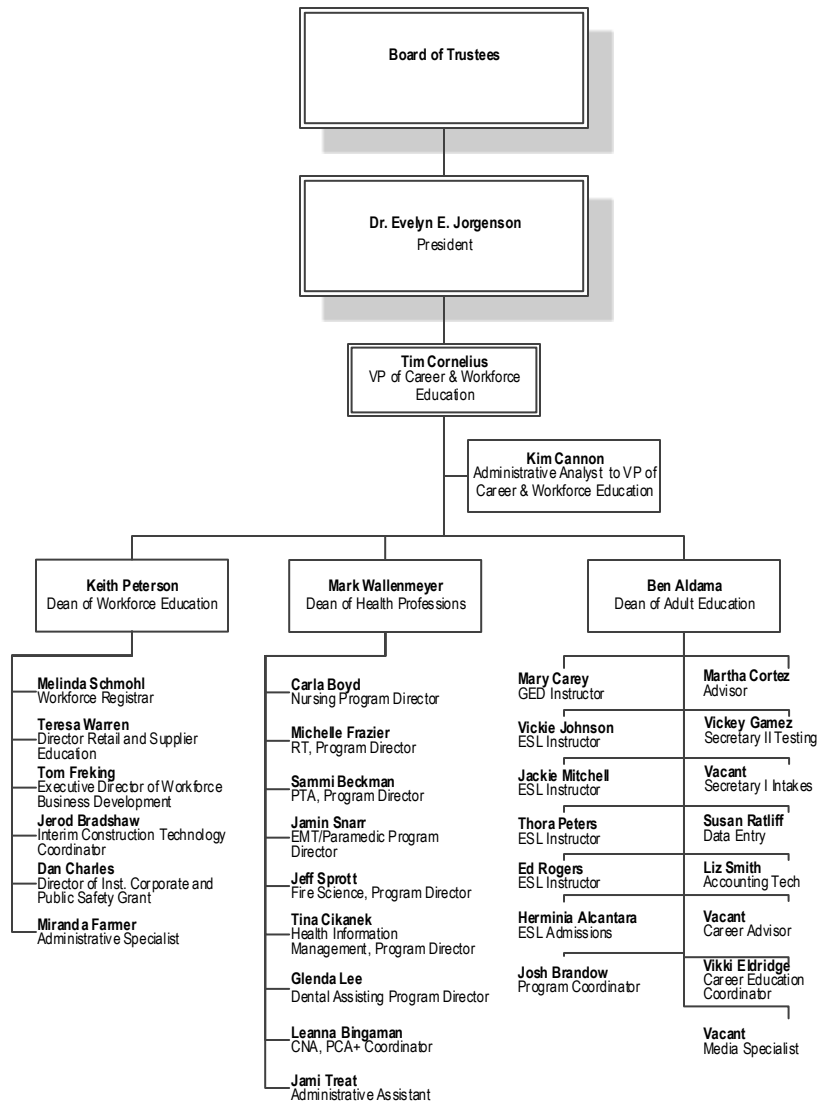 Board of Trustees
Dr. Evelyn E. Jorgenson
President
Tim Cornelius
VP of Career & Workforce
Education
Kim Cannon
Administrative Analyst to VP of
Career & Workforce Education
Keith Peterson
Dean of Workforce Education
Melinda Schmohl
Workforce Registrar
Teresa Warren
Director Retail and Supplier
Education
Tom Freking
Executive Director of Workforce
Business Development
Jerod Bradshaw
Interim Construction Technology
Coordinator
Dan Charles
Director of Inst. Corporate and
Public Safety Grant
Miranda Farmer
Administrative Specialist
Mark Wallenmeyer
Dean of Health Professions
Carla Boyd
Nursing Program Director
Michelle Frazier
RT, Program Director
Sammi Beckman
PTA, Program Director
Jamin Snarr
EMT/Paramedic Program
Director
Jeff Sprott
Fire Science, Program Director
Tina Cikanek
Health Information
Management, Program Director
Glenda Lee
Dental Assisting Program Director
Leanna Bingaman
CNA, PCA+ Coordinator
Jami Treat
Administrative Assistant
Ben Aldama
Dean of Adult Education
Mary Carey
GED Instructor
Vickie Johnson
ESL Instructor
Jackie Mitchell
ESL Instructor
Thora Peters
ESL Instructor
Ed Rogers
ESL Instructor
Herminia Alcantara
ESL Admissions
Josh Brandow
Program Coordinator
Martha Cortez
Advisor
Vickey Gamez
Secretary II Testing
Vacant
Secretary I Intakes
Susan Ratliff
Data Entry
Liz Smith
Accounting Tech
Vacant
Career Advisor
Vikki Eldridge
Career Education
Coordinator
Vacant
Media Specialist